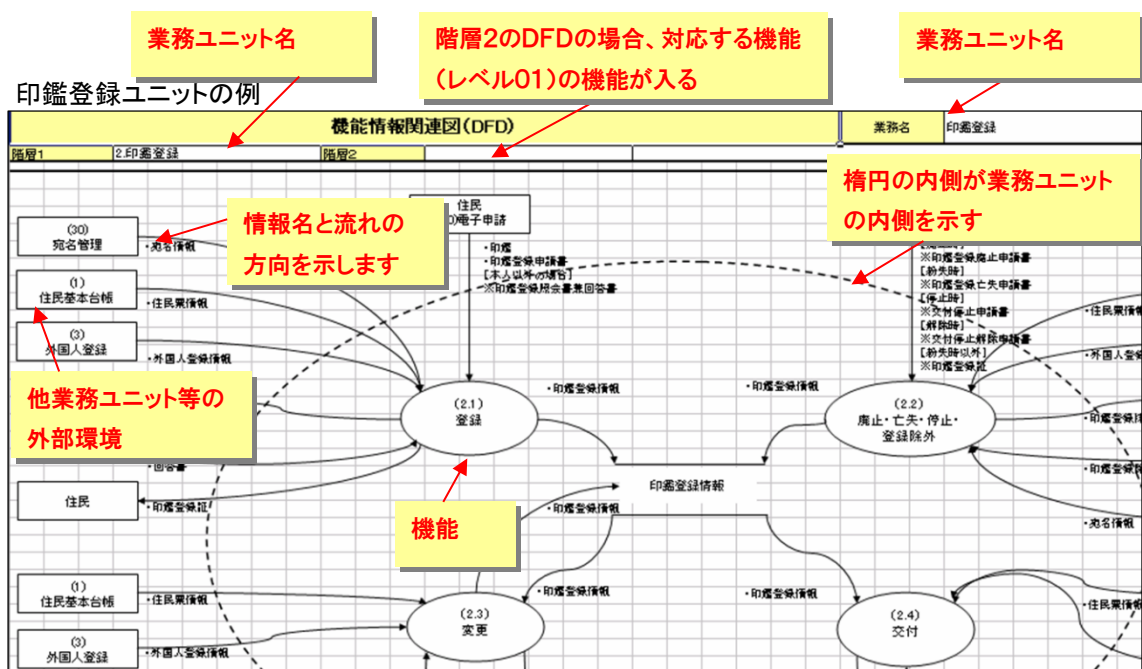 業務ユニット名
階層2のDFDの場合、対応する機能
(レベル01)の機能が入る
業務ユニット名
印鑑登録ユニットの例
機能情報関連図(DFD)
業務名
印鑑登録
階層1
2.印鑑登録
階層2
楕円の内側が業務ユニット
の内側を示す
住民
)電子申請
情報名と流れの
方向を示します
(30)
宛名管理
・宛名情報
・印鑑
・印鑑登録申請書
[本人以外の場合]
※印鑑登録照会書兼回答書
※印鑑登録廃止申請書
[紛失時]
※印鑑登録亡失申請書
[停止時]
※交付停止申請書
[解除時]
※交付停止解除申請書
[紛失時以外]
※印鑑登録証
(1)
住民基本台帳
・住民票情報
・住民票情報
(3)
外国人登録
・外国人登録情報
・外国人登
他業務ユニット等の
外部環境
・印鑑登録情報
・印鑑登録情報
(2.1)
登録
(2.2)
廃止・亡失・停止・
登録除外
・印鑑登録
・回答書
・印鑑登録
印鑑登録情報
住民
・印鑑登録証
・印鑑登録情報
機能
・宛名情報
(1)
住民基本台帳
・住民票情報
・印鑑登録情報
・印鑑登録情報
・住民票情報
(2.3)
変更
(2.4)
交付
(3)
外国人登録
・外国人登録情報